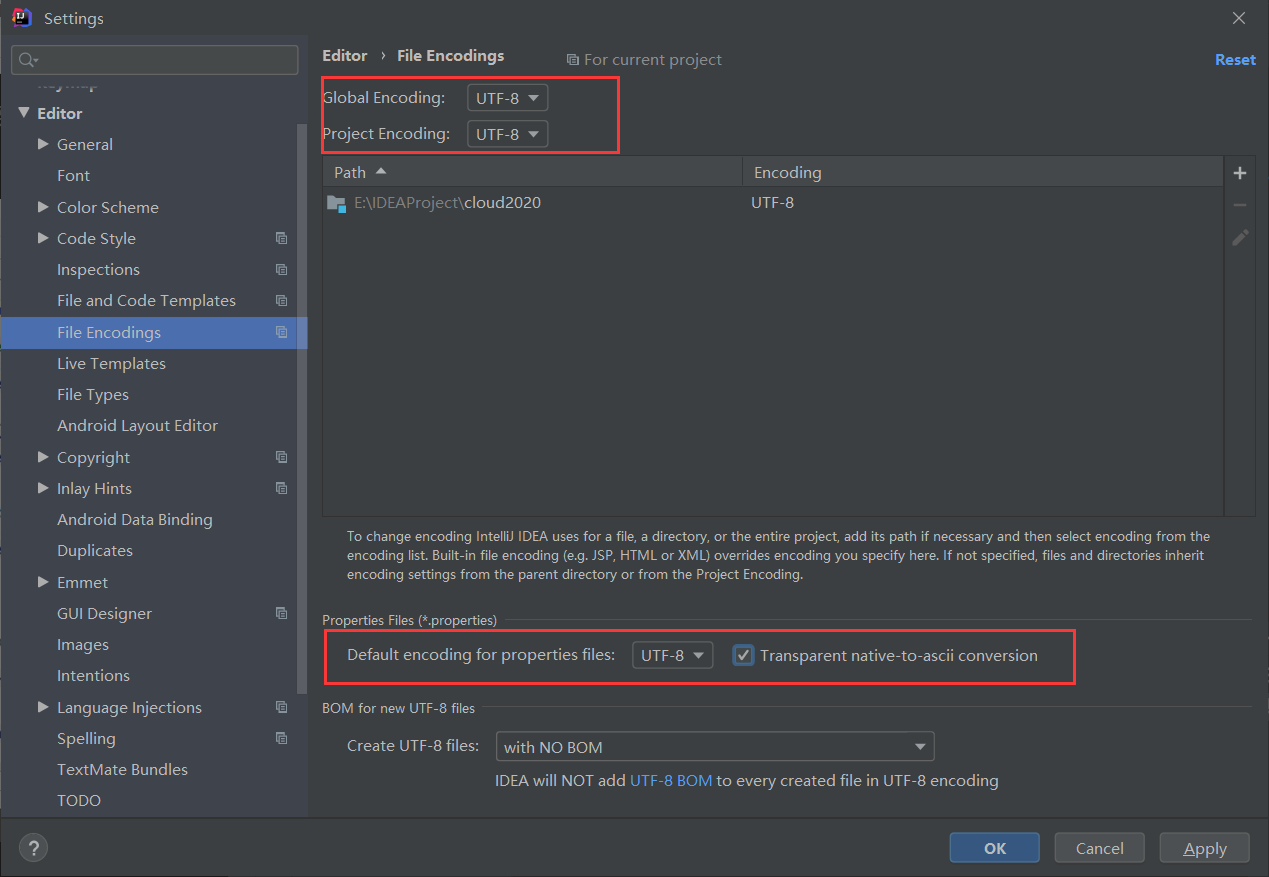 Settings
Editor › File Encodings
For current project
Reset
Global Encoding: UTF-8
Project Encoding: UTF-8
Path Encoding
E:\IDEAProject\cloud2020 UTF-8
Keymap
Editor
General
Font
Color Scheme
Code Style
Inspections
File and Code Templates
File Encodings
Live Templates
File Types
Android Layout Editor
Copyright
Inlay Hints
Android Data Binding
Duplicates
Emmet
GUI Designer
Images
Intentions
Language Injections
Spelling
TextMate Bundles
TODO
To change encoding IntelliJ IDEA uses for a file, a directory, or the entire project, add its path if necessary and then select encoding from the
encoding list. Built-in file encoding (e.g. JSP, HTML or XML) overrides encoding you specify here. If not specified, files and directories inherit
encoding settings from the parent directory or from the Project Encoding.
Properties Files (*.properties)
Default encoding for properties files: UTF-8 Transparent native-to-ascii conversion
BOM for new UTF-8 files
Create UTF-8 files: with NO BOM
IDEA will NOT add UTF-8 BOM to every created file in UTF-8 encoding
?
OK
Cancel
Apply